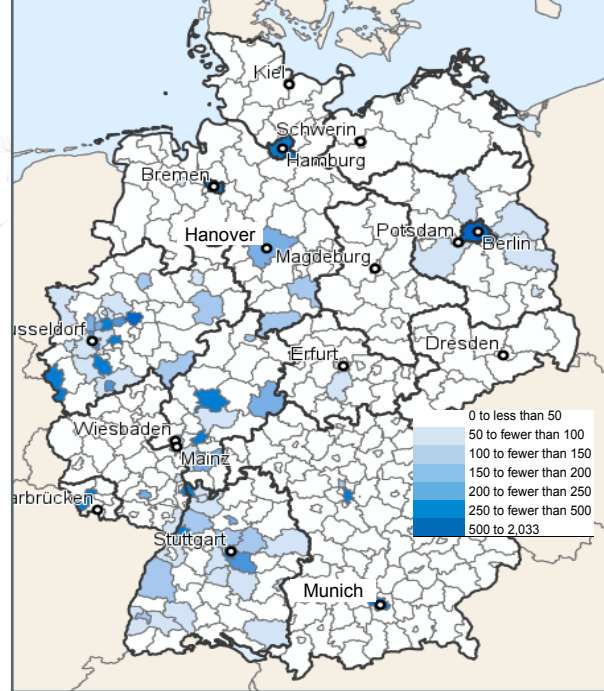 Kiel
Schwerin
Hamburg
Bremen
Hanover
Potsdam
Berlin
Magdeburg
usseldorf
Erfurt
Dresden
Wiesbaden
Mainz
arbrücken
Stuttgart
Munich
0 to less than 50
50 to fewer than 100
100 to fewer than 150
150 to fewer than 200
200 to fewer than 250
250 to fewer than 500
500 to 2,033